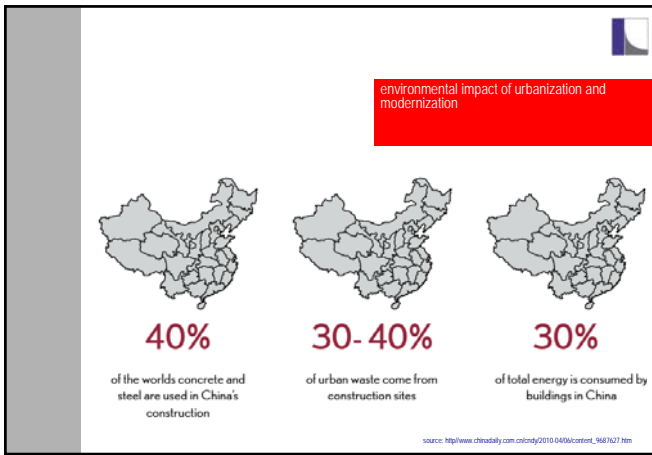 environmental impact of urbanization and
modernization
40%
of the worlds concrete and
steel are used in China's
construction
30-40%
of urban waste come from
construction sites
30%
of total energy is consumed by
buildings in China
source: http//www.chinadaily.com.cn/cndy/2010-04/06/content_9687627.htm